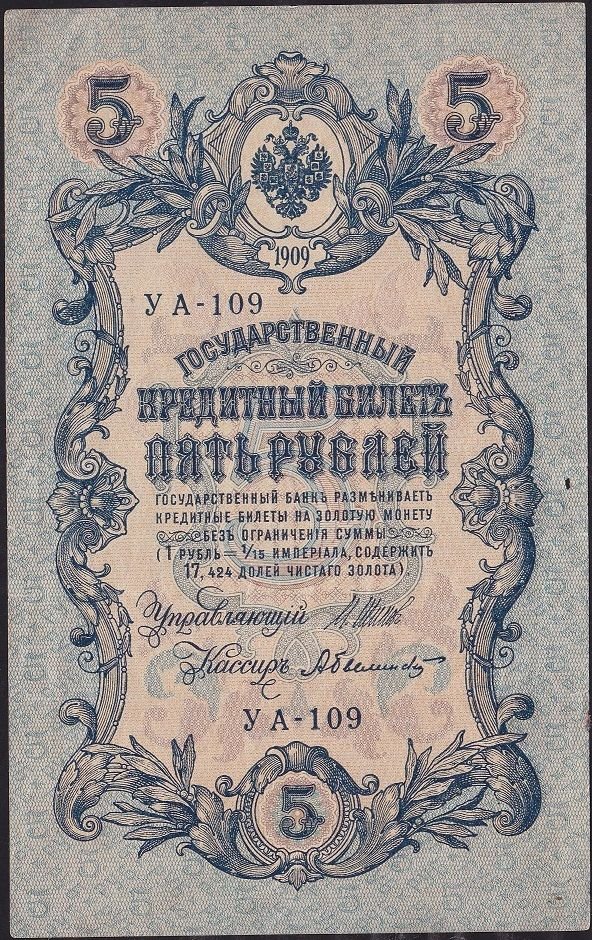 5 5
1909
УА-109
ГОСУДАРСТВЕННЫЙ
КРЕДИТНЫЙ БИЛЕТЪ
ПЯТЬ РУБЛЕЙ
ГОСУДАРСТВЕННЫЙ БАНКЪ РАЗМѢНИВАЕТЪ
КРЕДИТНЫЕ БИЛЕТЫ НА ЗОЛОТУЮ МОНЕТУ
БЕЗЪ ОГРАНИЧЕНІЯ СУММЫ
(1 РУБЛЬ = 1/15 ИМПЕРІАЛА, СОДЕРЖИТЪ
17,424 ДОЛЕЙ ЧИСТАГО ЗОЛОТА).
Управляющій
Кассиръ
УА-109
5